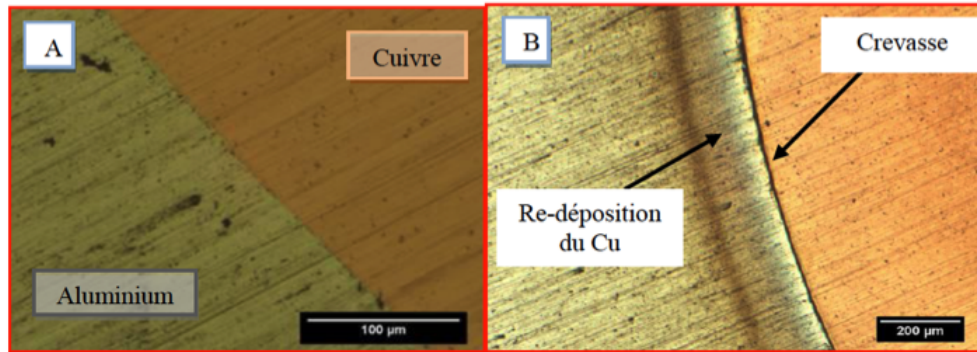 A
Cuivre
Aluminium
100 µm
B
Crevasse
Re-déposition
du Cu
200 µm